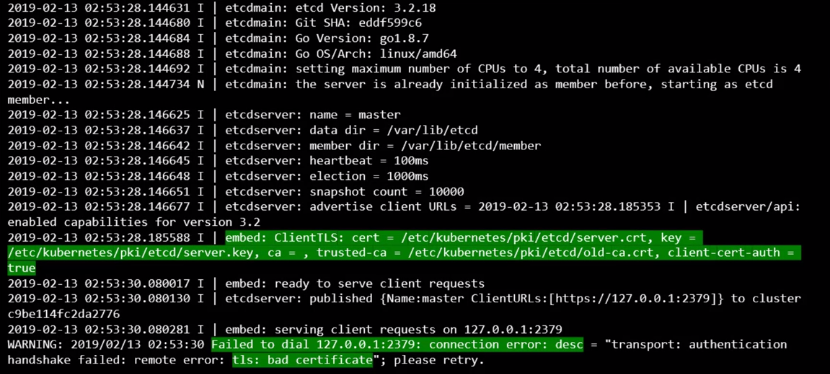 2019-02-13 02:53:28.144631 I | etcdmain: etcd Version: 3.2.18
2019-02-13 02:53:28.144680 I | etcdmain: Git SHA: eddf599c6
2019-02-13 02:53:28.144684 I | etcdmain: Go Version: go1.8.7
2019-02-13 02:53:28.144688 I | etcdmain: Go OS/Arch: linux/amd64
2019-02-13 02:53:28.144692 I | etcdmain: setting maximum number of CPUs to 4, total number of available CPUs is 4
2019-02-13 02:53:28.144734 N | etcdmain: the server is already initialized as member before, starting as etcd
member...
2019-02-13 02:53:28.146625 I | etcdserver: name = master
2019-02-13 02:53:28.146637 I | etcdserver: data dir = /var/lib/etcd
2019-02-13 02:53:28.146642 I | etcdserver: member dir = /var/lib/etcd/member
2019-02-13 02:53:28.146645 I | etcdserver: heartbeat = 100ms
2019-02-13 02:53:28.146648 I | etcdserver: election = 1000ms
2019-02-13 02:53:28.146651 I | etcdserver: snapshot count = 10000
2019-02-13 02:53:28.146677 I | etcdserver: advertise client URLs = 2019-02-13 02:53:28.185353 I | etcdserver/api:
enabled capabilities for version 3.2
2019-02-13 02:53:28.185588 I | embed: ClientTLS: cert = /etc/kubernetes/pki/etcd/server.crt, key =
/etc/kubernetes/pki/etcd/server.key, ca = , trusted-ca = /etc/kubernetes/pki/etcd/old-ca.crt, client-cert-auth =
true
2019-02-13 02:53:30.080017 I | embed: ready to serve client requests
2019-02-13 02:53:30.080130 I | etcdserver: published {Name:master ClientURLs:[https://127.0.0.1:2379]} to cluster
c9be114fc2da2776
2019-02-13 02:53:30.080281 I | embed: serving client requests on 127.0.0.1:2379
WARNING: 2019/02/13 02:53:30 Failed to dial 127.0.0.1:2379: connection error: desc = "transport: authentication
handshake failed: remote error: tls: bad certificate"; please retry.